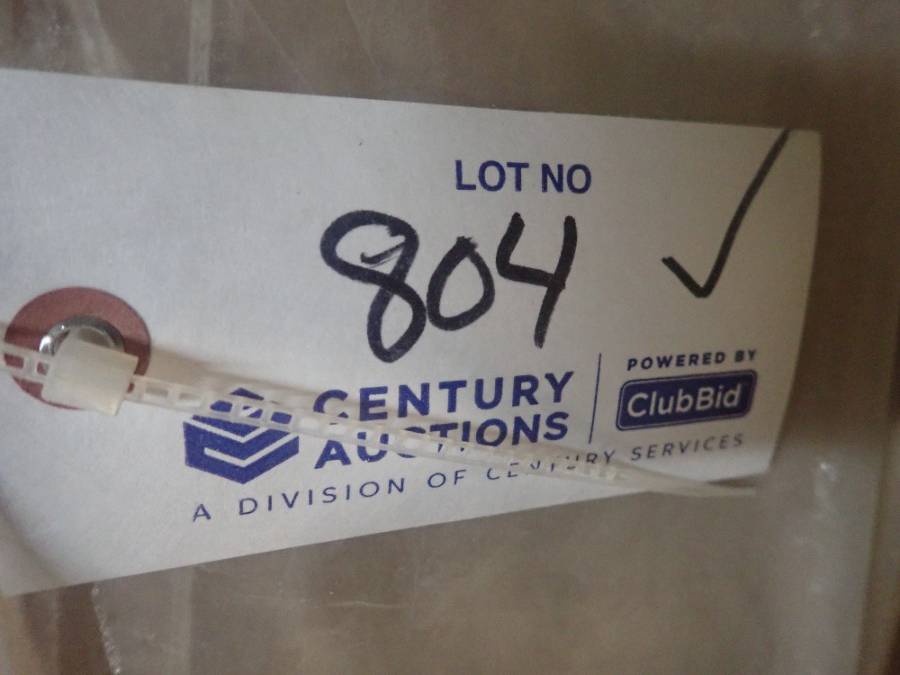 LOT NO
804
CENTURY
AUCTIONS
POWERED BY
ClubBid
A DIVISION OF CENTURY SERVICES